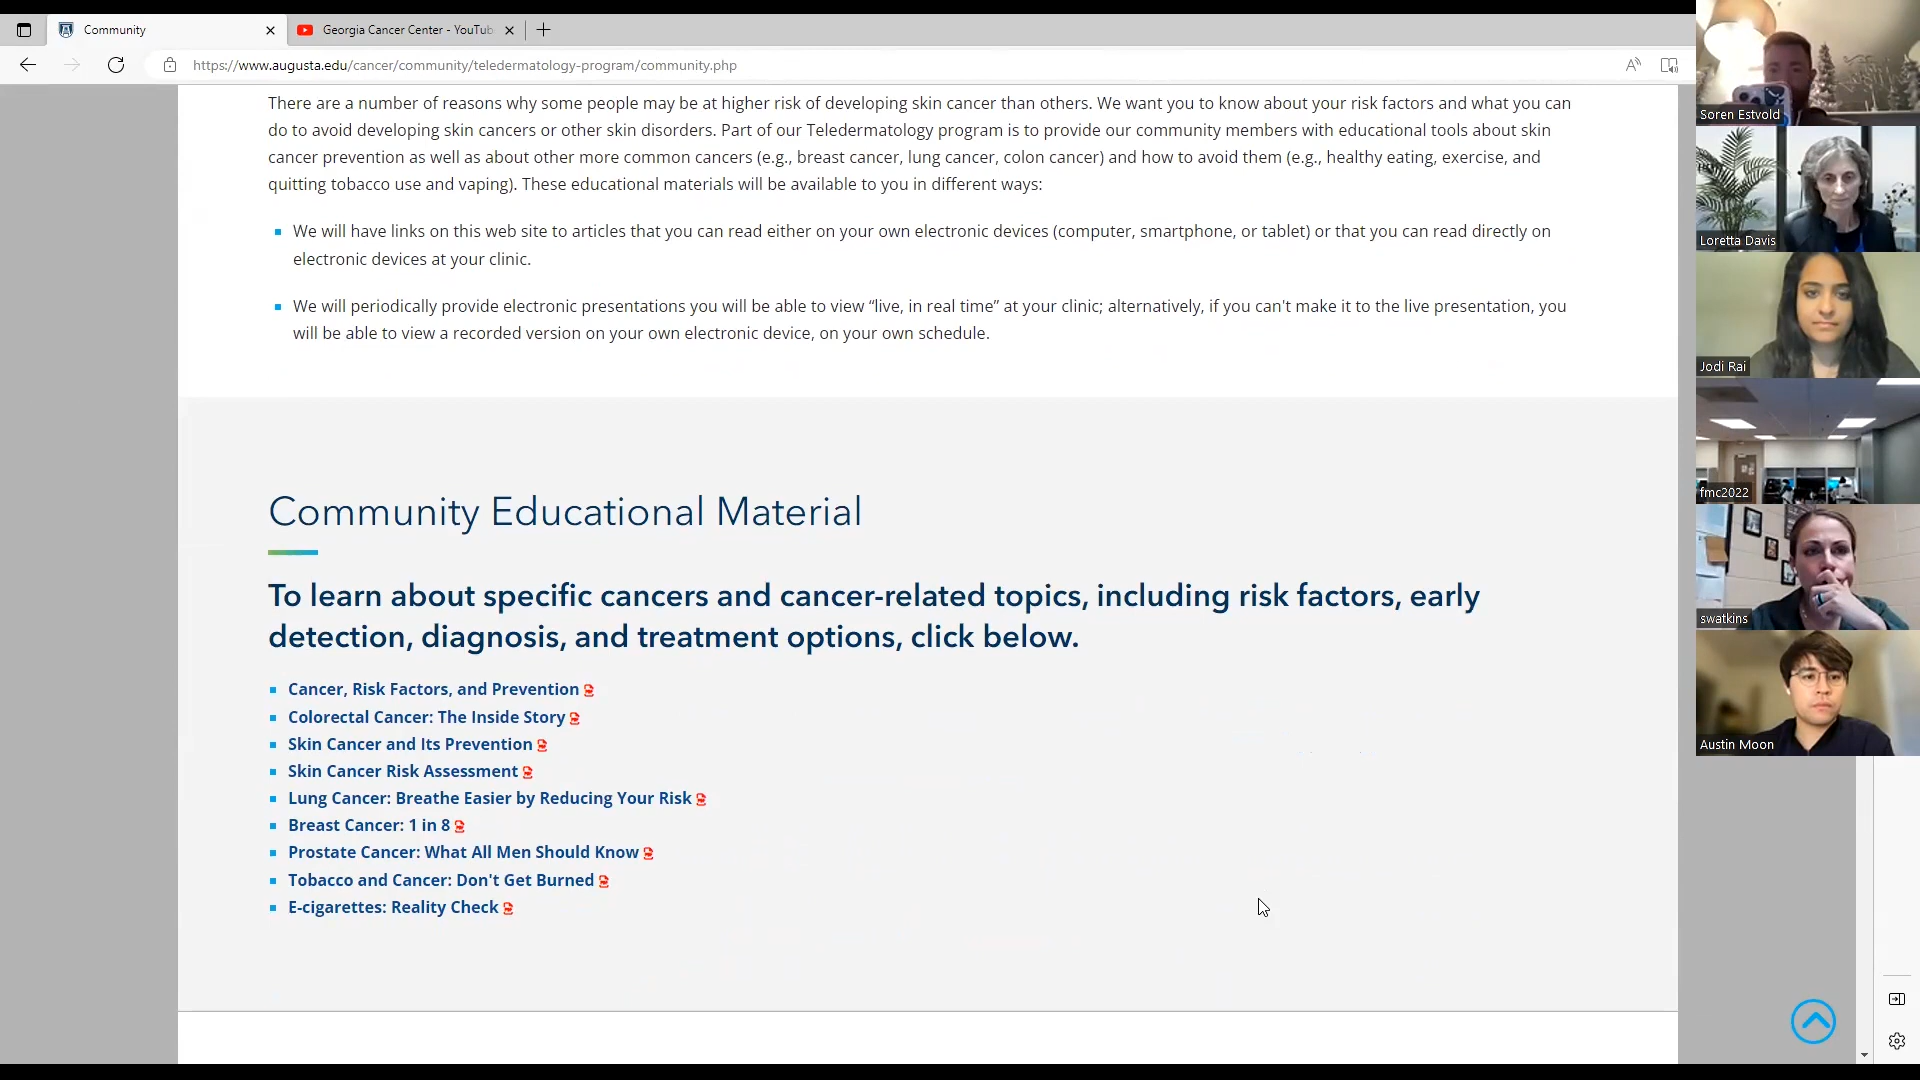 Community
Georgia Cancer Center - YouTub
https://www.augusta.edu/cancer/community/teledermatology-program/community.php
There are a number of reasons why some people may be at higher risk of developing skin cancer than others. We want you to know about your risk factors and what you can
do to avoid developing skin cancers or other skin disorders. Part of our Teledermatology program is to provide our community members with educational tools about skin
cancer prevention as well as about other more common cancers (e.g., breast cancer, lung cancer, colon cancer) and how to avoid them (e.g., healthy eating, exercise, and
quitting tobacco use and vaping). These educational materials will be available to you in different ways:
We will have links on this web site to articles that you can read either on your own electronic devices (computer, smartphone, or tablet) or that you can read directly on
electronic devices at your clinic.
We will periodically provide electronic presentations you will be able to view “live, in real time” at your clinic; alternatively, if you can't make it to the live presentation, you
will be able to view a recorded version on your own electronic device, on your own schedule.
Community Educational Material
To learn about specific cancers and cancer-related topics, including risk factors, early
detection, diagnosis, and treatment options, click below.
Cancer, Risk Factors, and Prevention
Colorectal Cancer: The Inside Story
Skin Cancer and Its Prevention
Skin Cancer Risk Assessment
Lung Cancer: Breathe Easier by Reducing Your Risk
Breast Cancer: 1 in 8
Prostate Cancer: What All Men Should Know
Tobacco and Cancer: Don't Get Burned
E-cigarettes: Reality Check
Soren Estvold
Loretta Davis
Jodi Rai
fmc2022
swatkins
Austin Moon